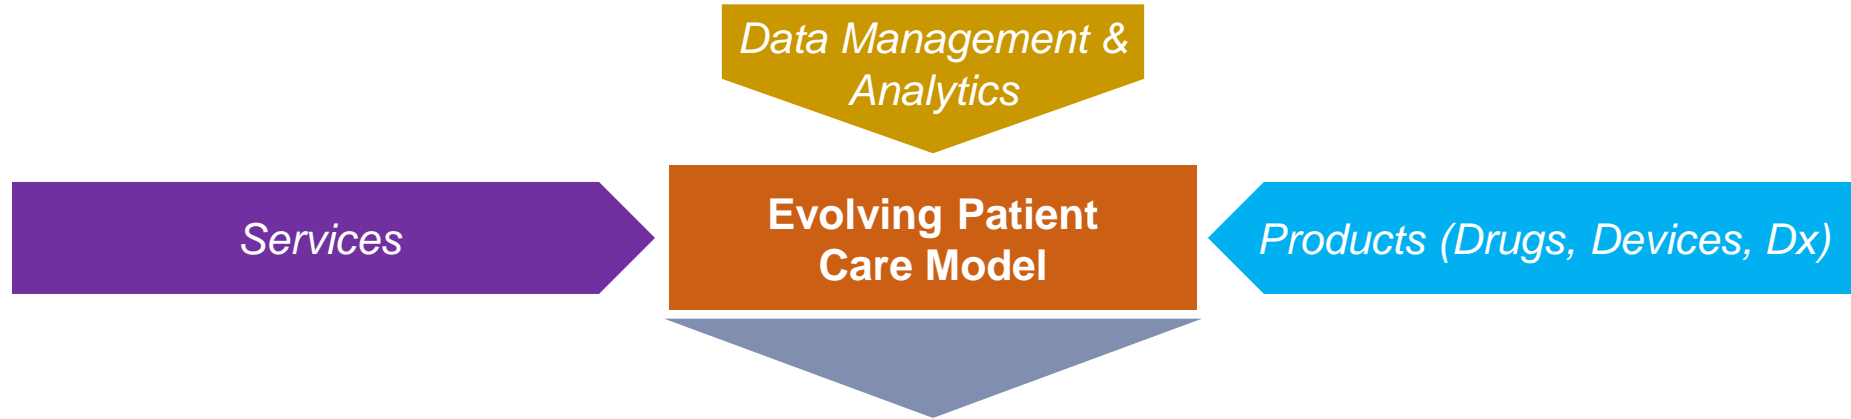 Data Management &
Analytics
Services
Evolving Patient
Care Model
Products (Drugs, Devices, Dx)